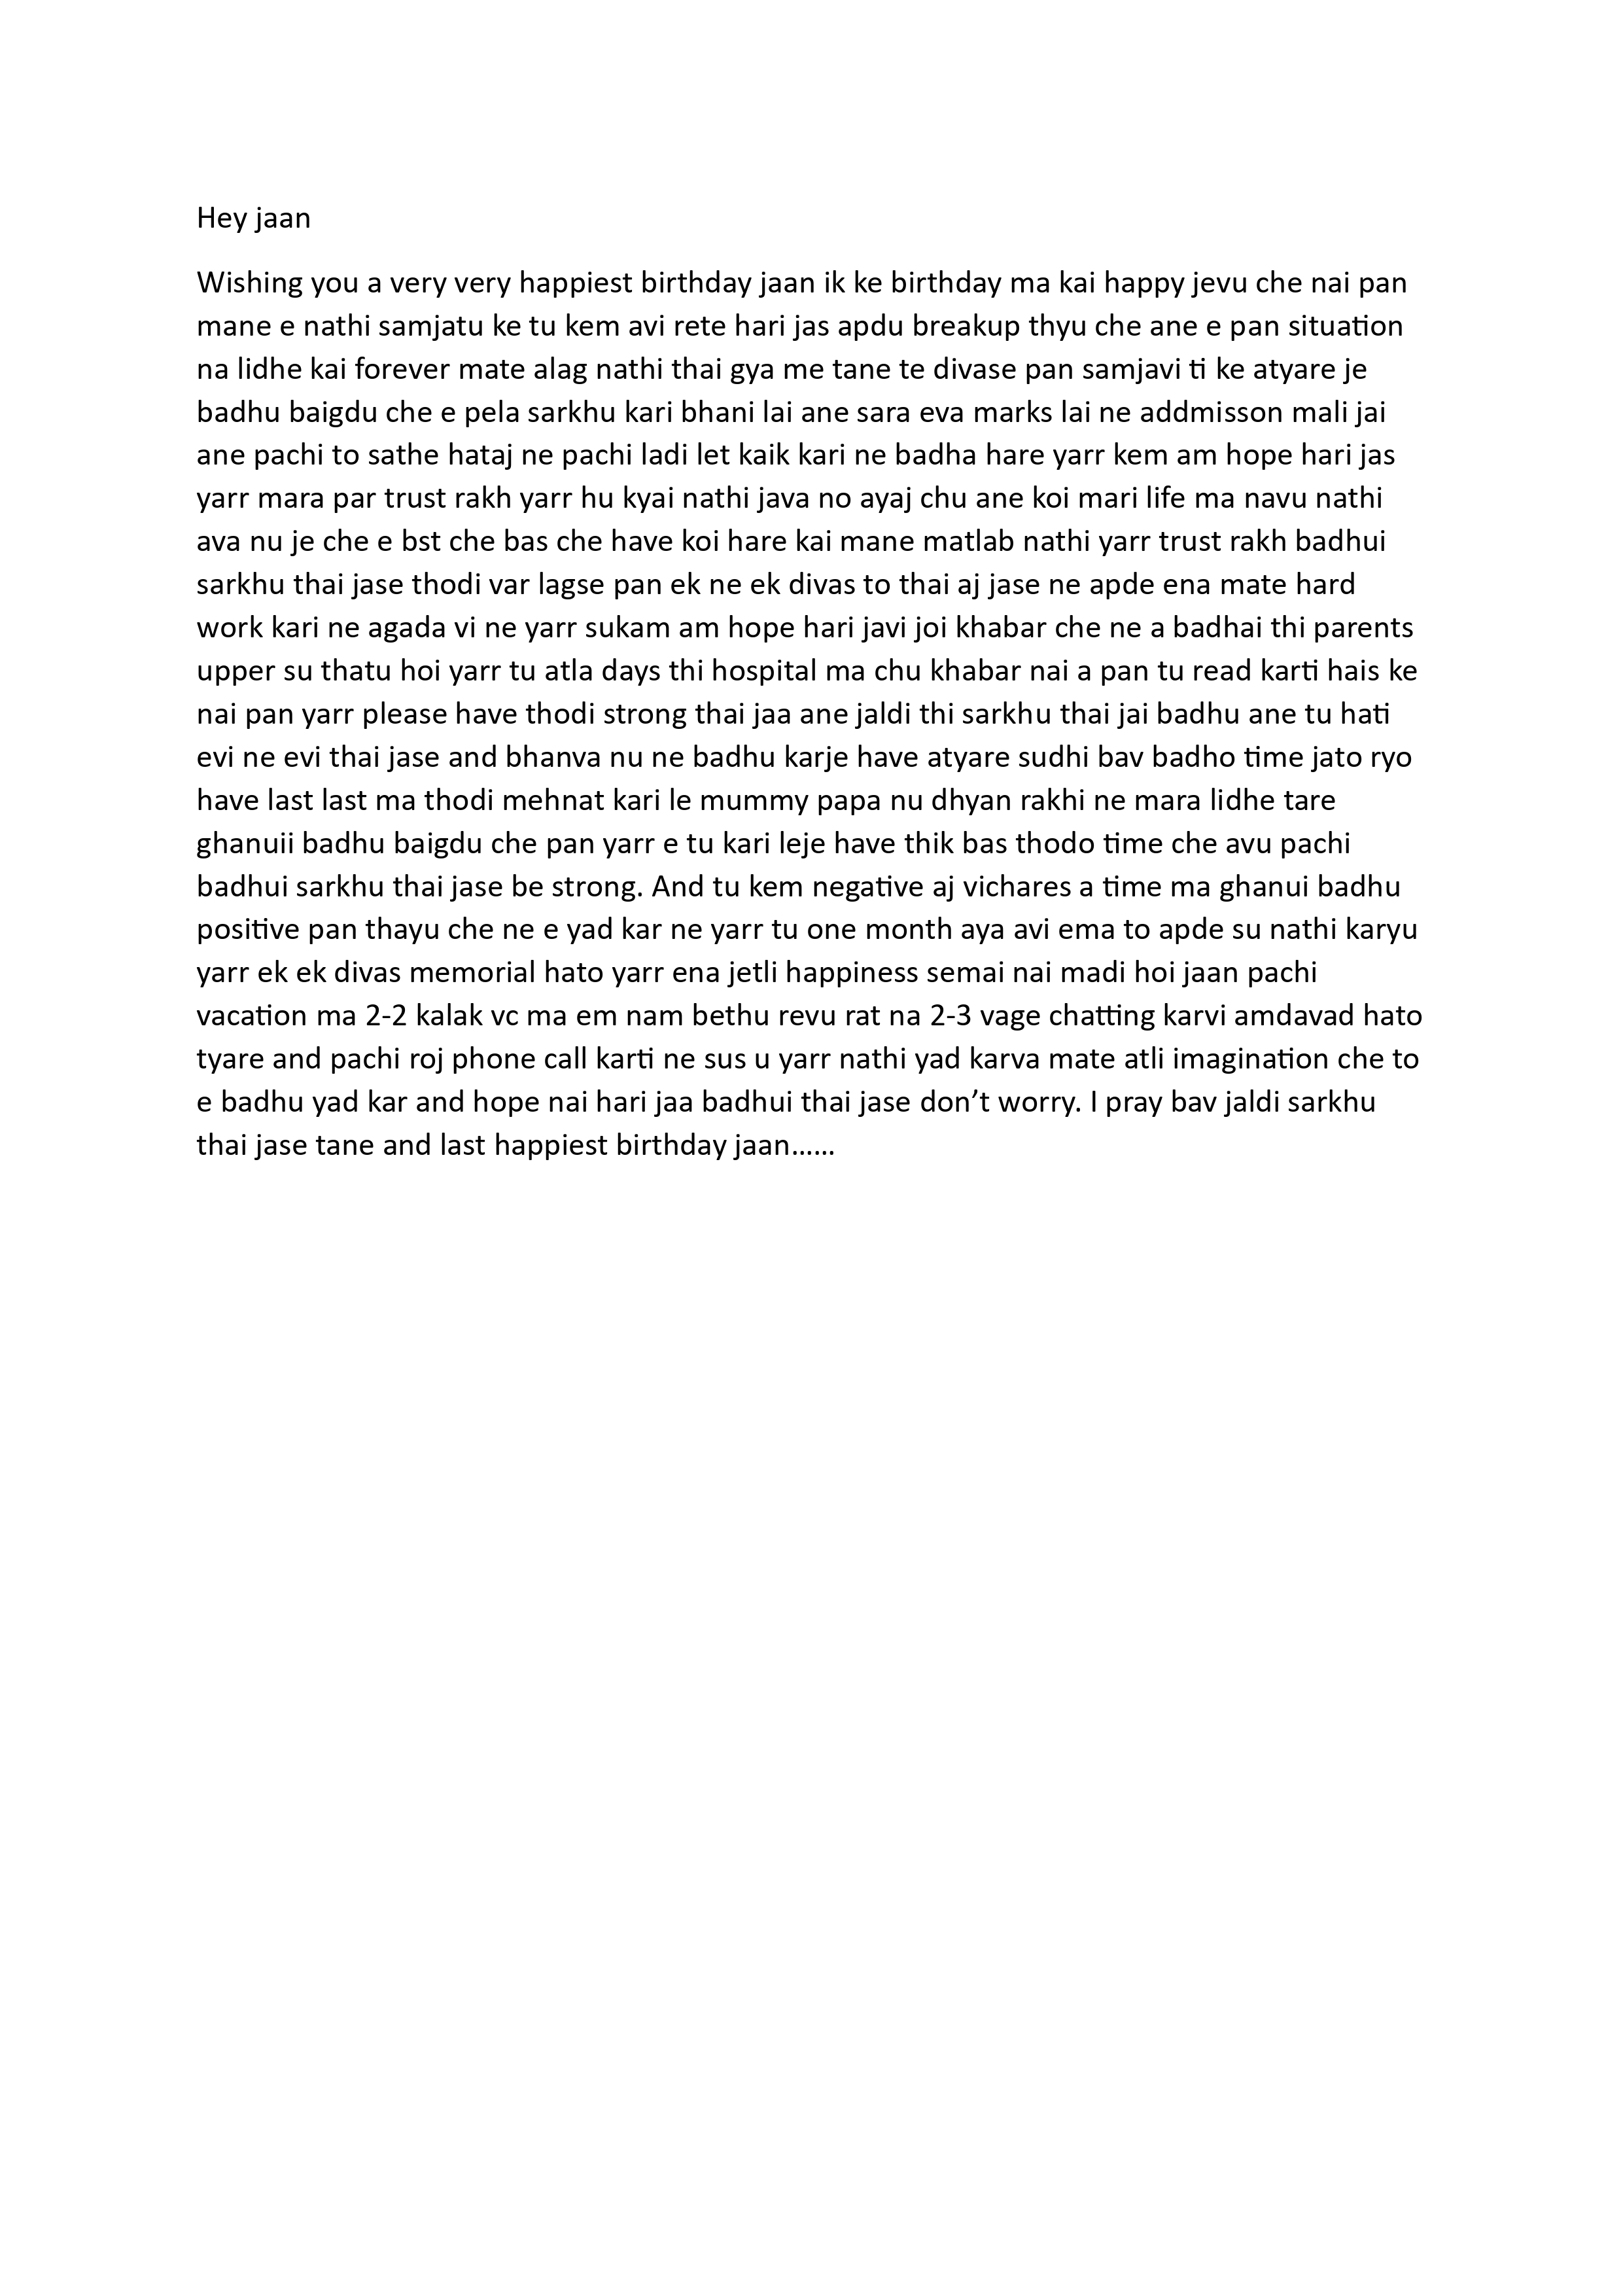 Hey jaan
Wishing you a very very happiest birthday jaan ik ke birthday ma kai happy jevu che nai pan
mane e nathi samjatu ke tu kem avi rete hari jas apdu breakup thyu che ane e pan situation
na lidhe kai forever mate alag nathi thai gya me tane te divase pan samjavi ti ke atyare je
badhu baigdu che e pela sarkhu kari bhani lai ane sara eva marks lai ne addmisson mali jai
ane pachi to sathe hataj ne pachi ladi let kaik kari ne badha hare yarr kem am hope hari jas
yarr mara par trust rakh yarr hu kyai nathi java no ayaj chu ane koi mari life ma navu nathi
ava nu je che e bst che bas che have koi hare kai mane matlab nathi yarr trust rakh badhui
sarkhu thai jase thodi var lagse pan ek ne ek divas to thai aj jase ne apde ena mate hard
work kari ne agada vi ne yarr sukam am hope hari javi joi khabar che ne a badhai thi parents
upper su thatu hoi yarr tu atla days thi hospital ma chu khabar nai a pan tu read karti hais ke
nai pan yarr please have thodi strong thai jaa ane jaldi thi sarkhu thai jai badhu ane tu hati
evi ne evi thai jase and bhanva nu ne badhu karje have atyare sudhi bav badho time jato ryo
have last last ma thodi mehnat kari le mummy papa nu dhyan rakhi ne mara lidhe tare
ghanuii badhu baigdu che pan yarr e tu kari leje have thik bas thodo time che avu pachi
badhui sarkhu thai jase be strong. And tu kem negative aj vichares a time ma ghanui badhu
positive pan thayu che ne e yad kar ne yarr tu one month aya avi ema to apde su nathi karyu
yarr ek ek divas memorial hato yarr ena jetli happiness semai nai madi hoi jaan pachi
vacation ma 2-2 kalak vc ma em nam bethu revu rat na 2-3 vage chatting karvi amdavad hato
tyare and pachi roj phone call karti ne sus u yarr nathi yad karva mate atli imagination che to
e badhu yad kar and hope nai hari jaa badhui thai jase don’t worry. I pray bav jaldi sarkhu
thai jase tane and last happiest birthday jaan……